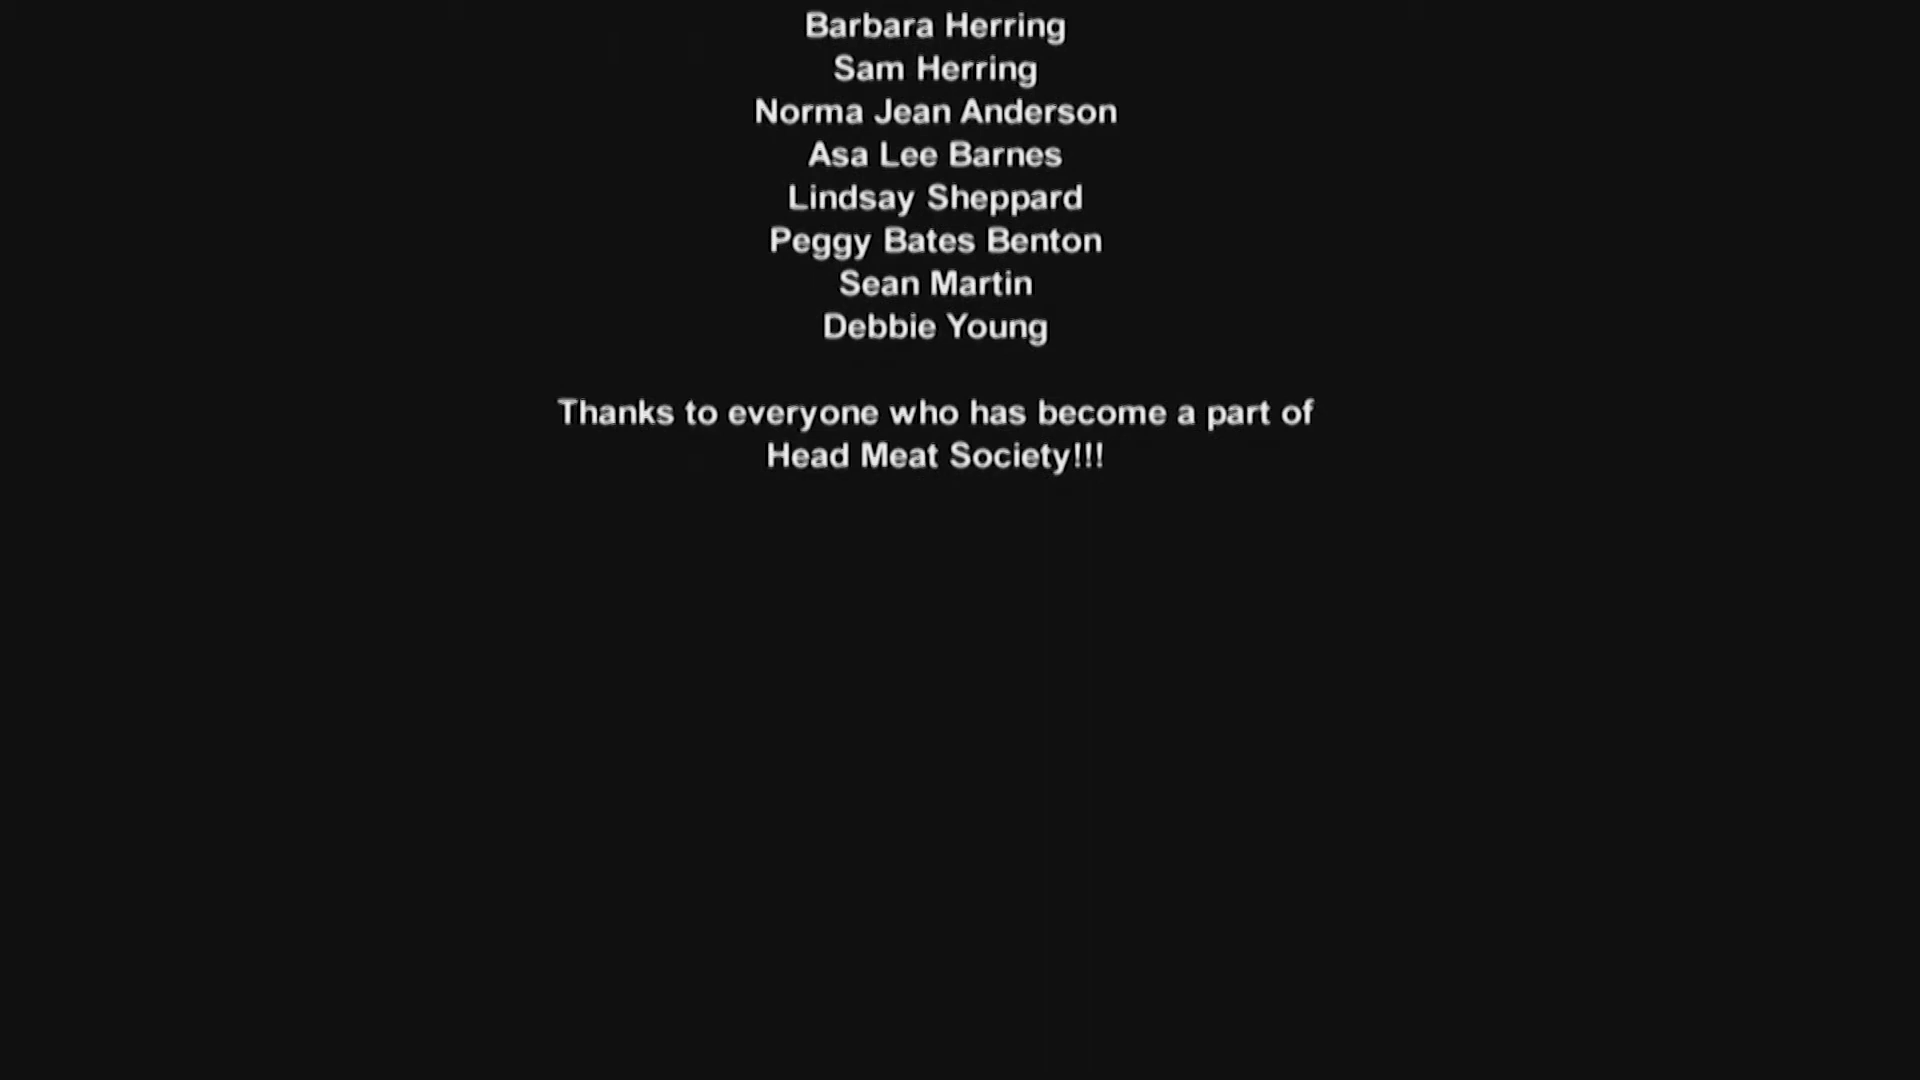 Barbara Herring
Sam Herring
Norma Jean Anderson
Asa Lee Barnes
Lindsay Sheppard
Peggy Bates Benton
Sean Martin
Debbie Young
Thanks to everyone who has become a part of
Head Meat Society!!!